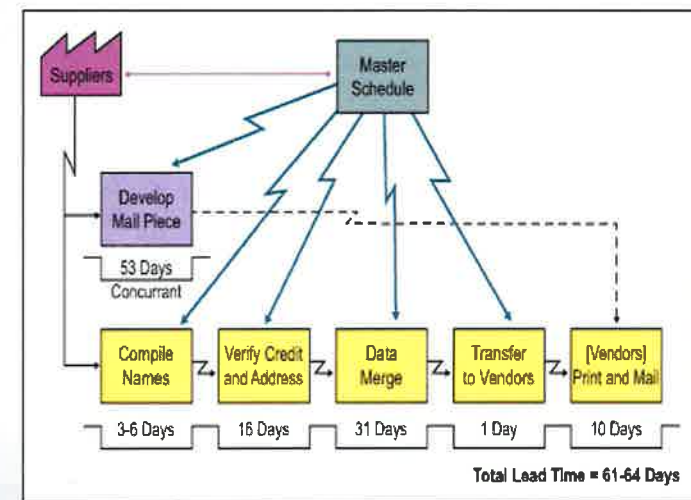 Suppliers
Master
Schedule
Develop
Mail Piece
53 Days
Concurrant
Compile
Names
Verify Credit
and Address
Data
Merge
Transfer
to Vendors
[Vendors]
Print and Mail
3-6 Days
16 Days
31 Days
1 Day
10 Days
Total Lead Time = 61-64 Days